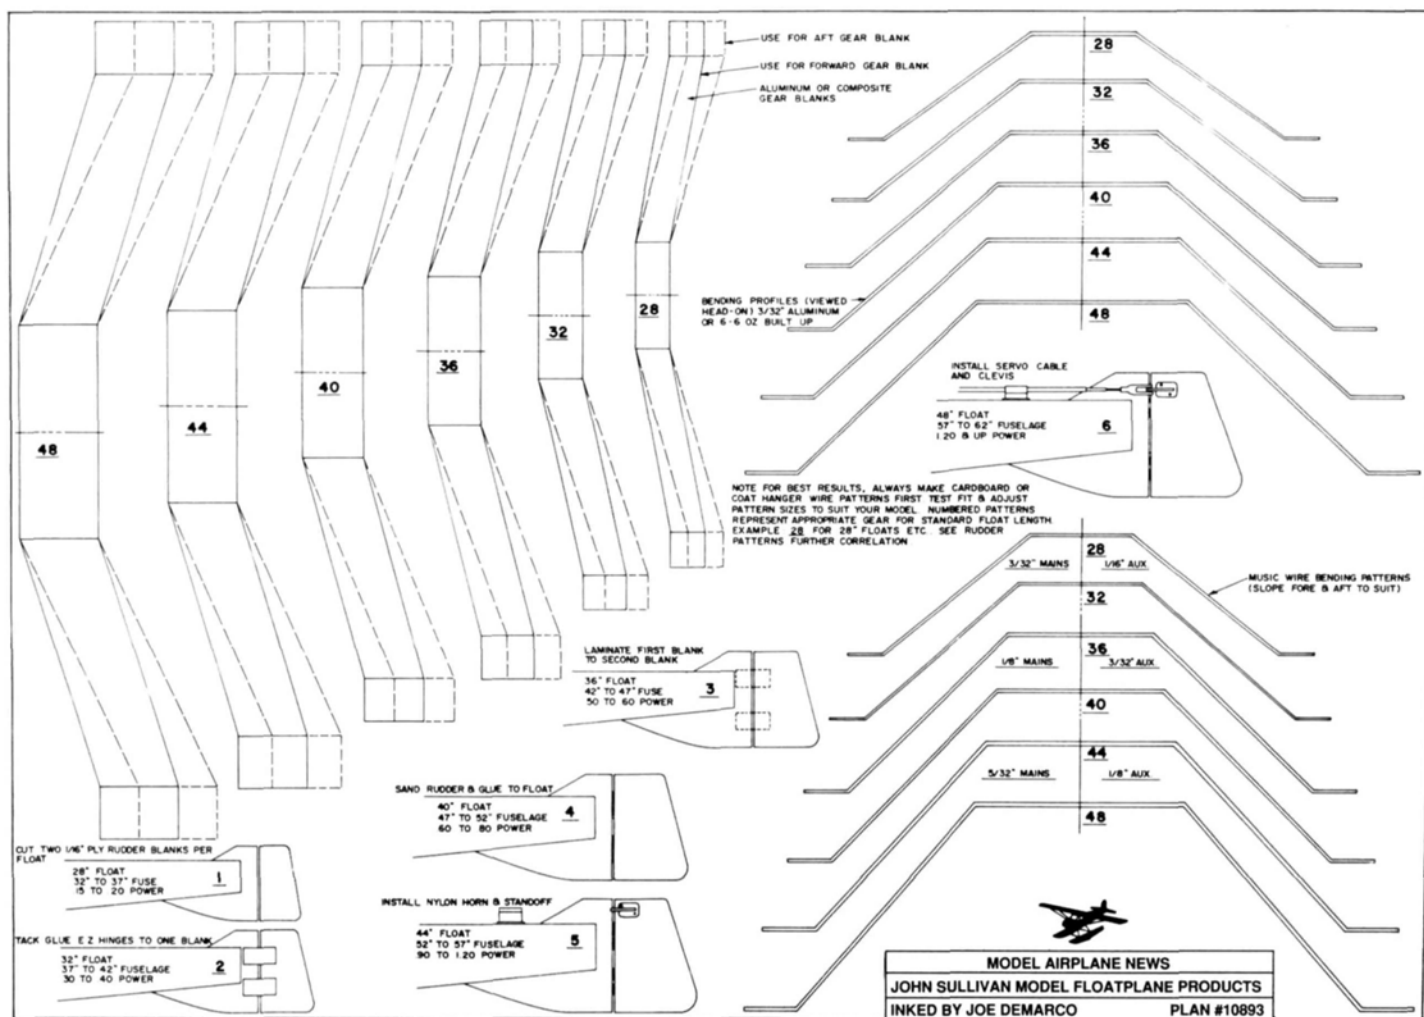 USE FOR AFT GEAR BLANK
USE FOR FORWARD GEAR BLANK
ALUMINUM OR COMPOSITE
GEAR BLANKS
48
44
40
36
32
28
28
32
36
40
44
48
BENDING PROFILES (VIEWED
HEAD-ON) 3/32" ALUMINUM
OR 6-6 OZ BUILT UP
INSTALL SERVO CABLE
AND CLEVIS
48" FLOAT
57" TO 62" FUSELAGE
1.20 & UP POWER
6
NOTE FOR BEST RESULTS, ALWAYS MAKE CARDBOARD OR
COAT HANGER WIRE PATTERNS FIRST TEST FIT & ADJUST
PATTERN SIZES TO SUIT YOUR MODEL. NUMBERED PATTERNS
REPRESENT APPROPRIATE GEAR FOR STANDARD FLOAT LENGTH.
EXAMPLE 28 FOR 28" FLOATS ETC. SEE RUDDER
PATTERNS FURTHER CORRELATION
28
3/32" MAINS 1/16" AUX
32
36
1/8" MAINS 3/32" AUX
40
44
5/32" MAINS 1/8" AUX
48
MUSIC WIRE BENDING PATTERNS
(SLOPE FORE & AFT TO SUIT)
LAMINATE FIRST BLANK
TO SECOND BLANK
36" FLOAT
42" TO 47" FUSE
50 TO 60 POWER
3
SAND RUDDER & GLUE TO FLOAT
40" FLOAT
47" TO 52" FUSELAGE
60 TO 80 POWER
4
CUT TWO 1/16" PLY RUDDER BLANKS PER
FLOAT
28" FLOAT
32" TO 37" FUSE
15 TO 20 POWER
1
INSTALL NYLON HORN & STANDOFF
44" FLOAT
52" TO 57" FUSELAGE
.90 TO 1.20 POWER
5
TACK GLUE E Z HINGES TO ONE BLANK
32" FLOAT
37" TO 42" FUSELAGE
30 TO 40 POWER
2
MODEL AIRPLANE NEWS
JOHN SULLIVAN MODEL FLOATPLANE PRODUCTS
INKED BY JOE DEMARCO PLAN #10893